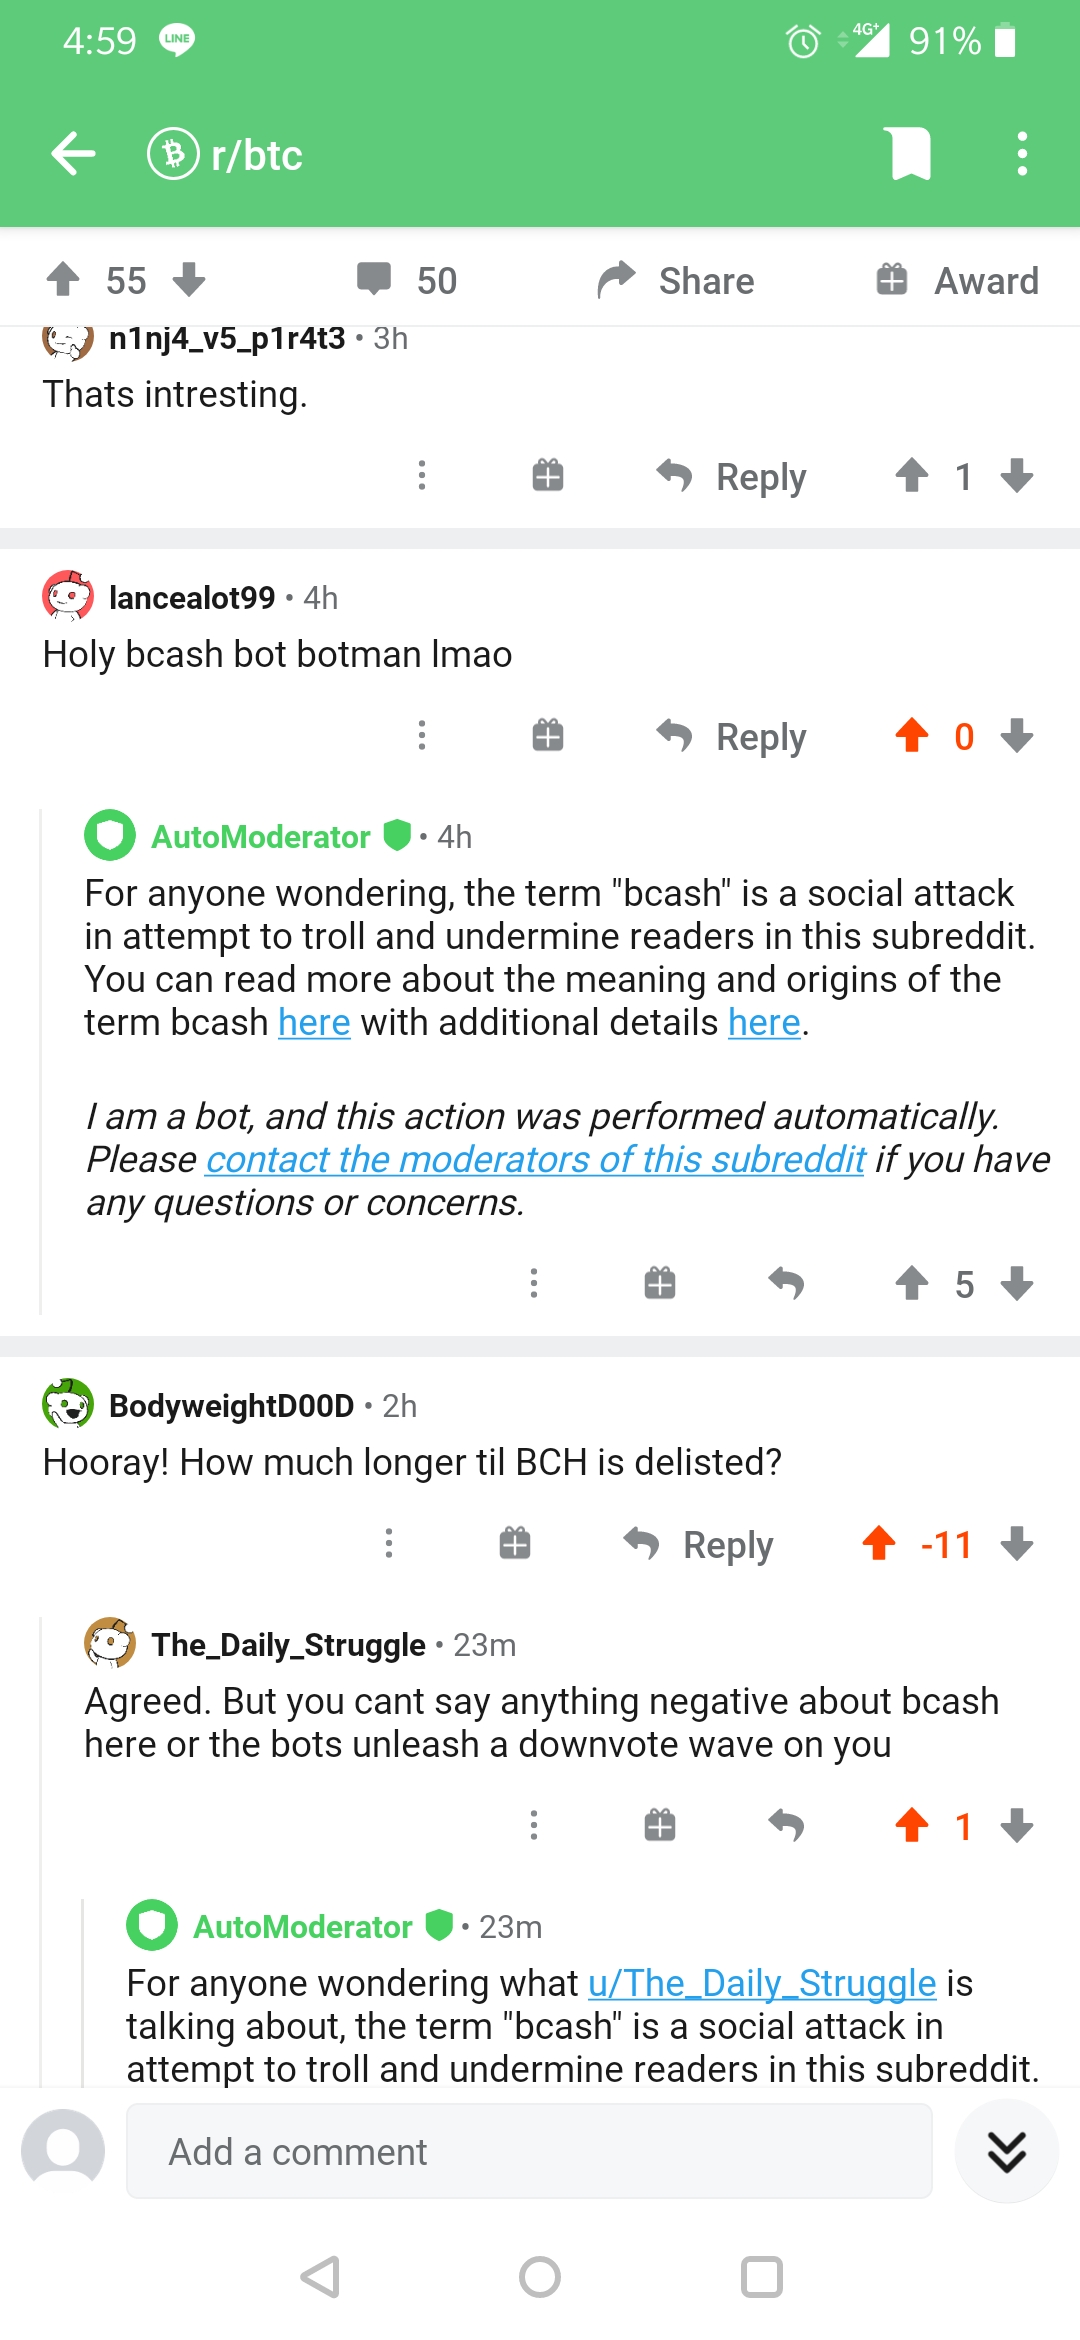 4:59 LINE 4G+ 91%
r/btc
55 50 Share Award
n1nj4_v5_p1r4t3 • 3h
Thats intresting.
Reply 1
lancealot99 • 4h
Holy bcash bot botman lmao
Reply 0
AutoModerator • 4h
For anyone wondering, the term "bcash" is a social attack
in attempt to troll and undermine readers in this subreddit.
You can read more about the meaning and origins of the
term bcash here with additional details here.
I am a bot, and this action was performed automatically.
Please contact the moderators of this subreddit if you have
any questions or concerns.
5
BodyweightD00D • 2h
Hooray! How much longer til BCH is delisted?
Reply -11
The_Daily_Struggle • 23m
Agreed. But you cant say anything negative about bcash
here or the bots unleash a downvote wave on you
1
AutoModerator • 23m
For anyone wondering what u/The_Daily_Struggle is
talking about, the term "bcash" is a social attack in
attempt to troll and undermine readers in this subreddit.
Add a comment